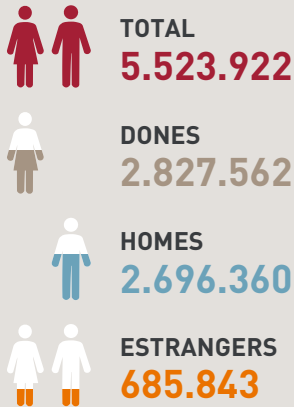 TOTAL
5.523.922
DONES
2.827.562
HOMES
2.696.360
ESTRANGERS
685.843